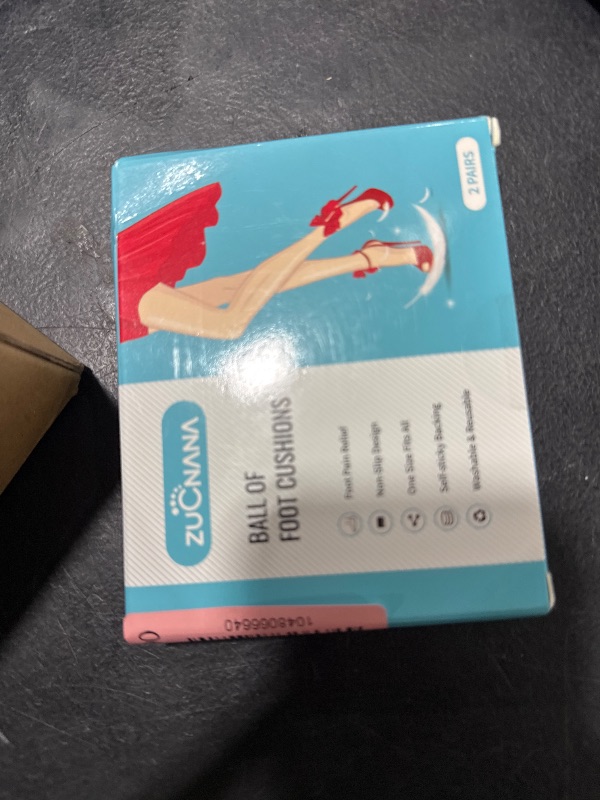 2 PAIRS
ZUCNANA
BALL OF
FOOT CUSHIONS
Foot Pain Relief
Non-Slip Design
One Size Fits All
Self-sticky Backing
Washable & Reusable
1048066640